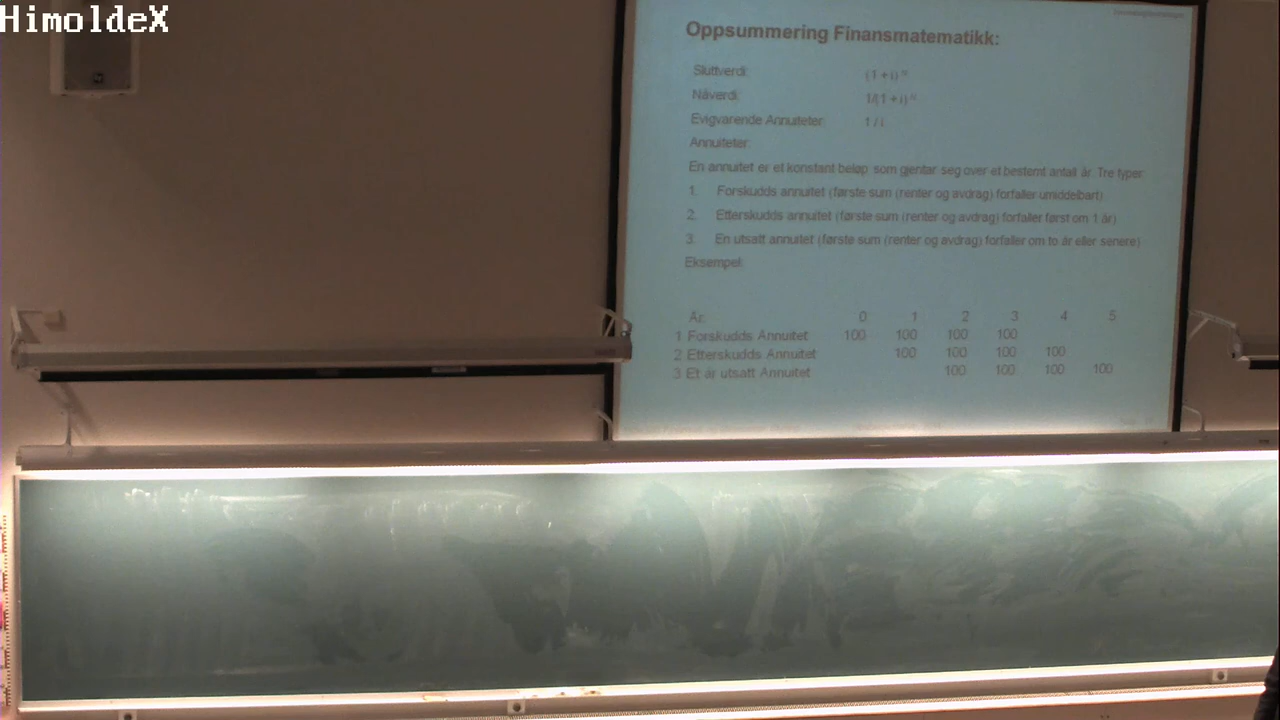 HimoldeX
Oppsummering Finansmatematikk:
Sluttverdi: (1 + i) ᴺ
Nåverdi: 1/(1 + i) ᴺ
Evigvarende Annuiteter: 1 / i
Annuiteter:
En annuitet er et konstant beløp som gjentar seg over et bestemt antall år. Tre typer
1. Forskudds annuitet (første sum (renter og avdrag) forfaller umiddelbart)
2. Etterskudds annuitet (første sum (renter og avdrag) forfaller først om 1 år)
3. En utsatt annuitet (første sum (renter og avdrag) forfaller om to år eller senere)
Eksempel:
År: 0 1 2 3 4 5
1 Forskudds Annuitet 100 100 100 100
2 Etterskudds Annuitet 100 100 100 100
3 Et år utsatt Annuitet 100 100 100 100